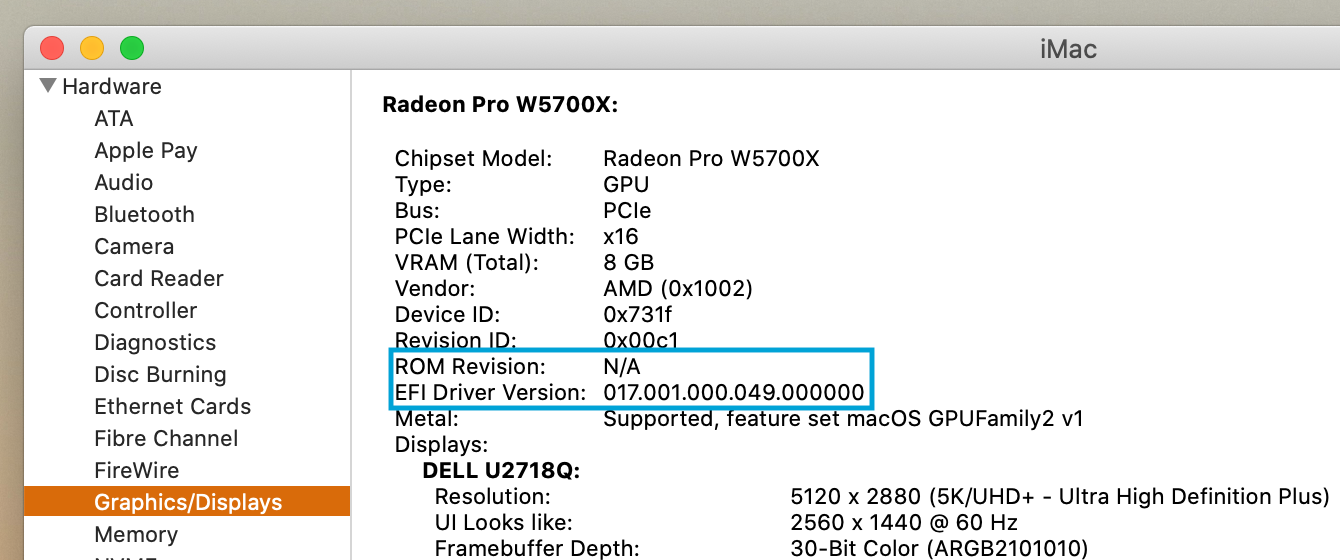 iMac
Hardware
ATA
Apple Pay
Audio
Bluetooth
Camera
Card Reader
Controller
Diagnostics
Disc Burning
Ethernet Cards
Fibre Channel
FireWire
Graphics/Displays
Memory
NVMe
Radeon Pro W5700X:
Chipset Model: Radeon Pro W5700X
Type: GPU
Bus: PCIe
PCIe Lane Width: x16
VRAM (Total): 8 GB
Vendor: AMD (0x1002)
Device ID: 0x731f
Revision ID: 0x00c1
ROM Revision: N/A
EFI Driver Version: 017.001.000.049.000000
Metal: Supported, feature set macOS GPUFamily2 v1
Displays:
DELL U2718Q:
Resolution: 5120 x 2880 (5K/UHD+ - Ultra High Definition Plus)
UI Looks like: 2560 x 1440 @ 60 Hz
Framebuffer Depth: 30-Bit Color (ARGB2101010)